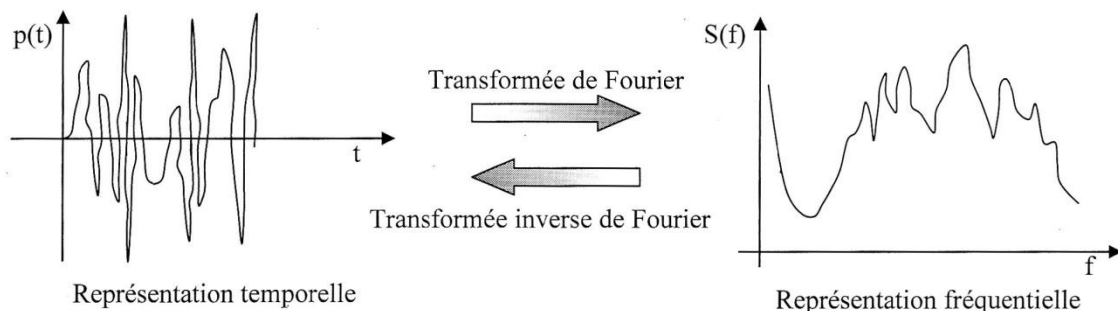 p(t)
t
Transformée de Fourier
Transformée inverse de Fourier
S(f)
f
Représentation temporelle
Représentation fréquentielle